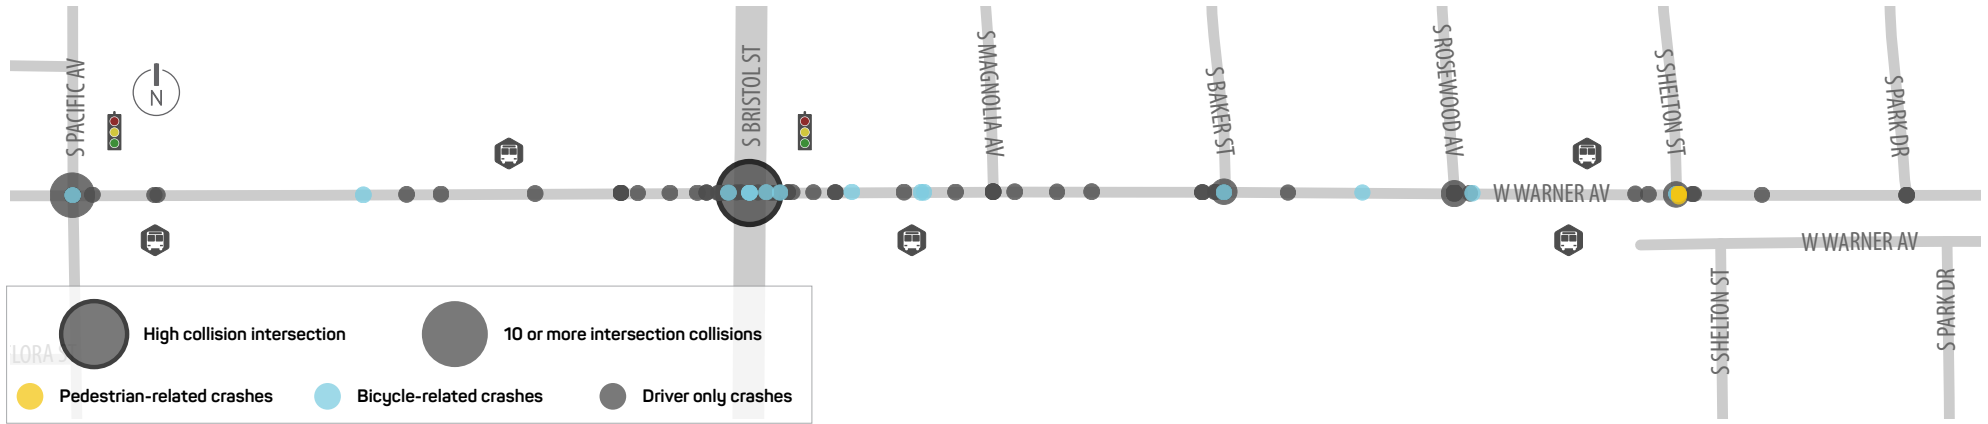 S PACIFIC AV
N
S BRISTOL ST
S MAGNOLIA AV
S BAKER ST
S ROSEWOOD AV
S SHELTON ST
S PARK DR
W WARNER AV
W WARNER AV
S SHELTON ST
S PARK DR
LORA S
High collision intersection
10 or more intersection collisions
Pedestrian-related crashes
Bicycle-related crashes
Driver only crashes